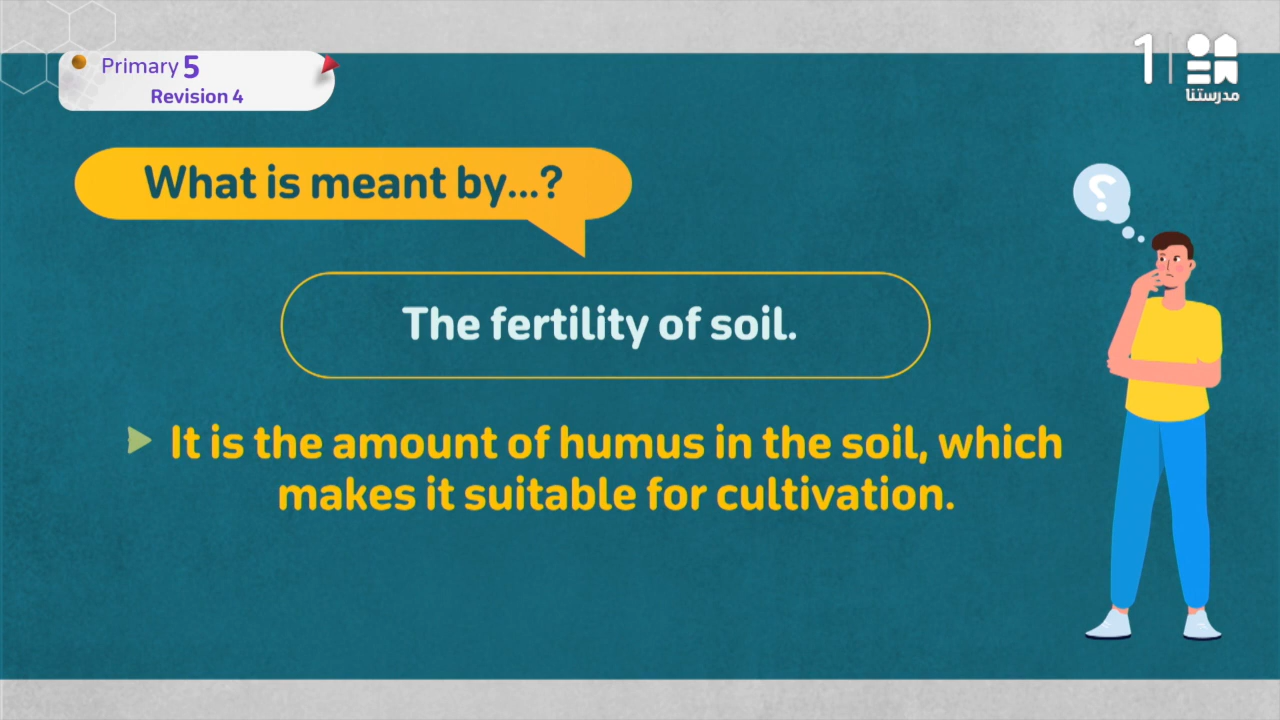 Primary 5
Revision 4
1
مدرستنا
What is meant by...?
?
The fertility of soil.
It is the amount of humus in the soil, which
makes it suitable for cultivation.